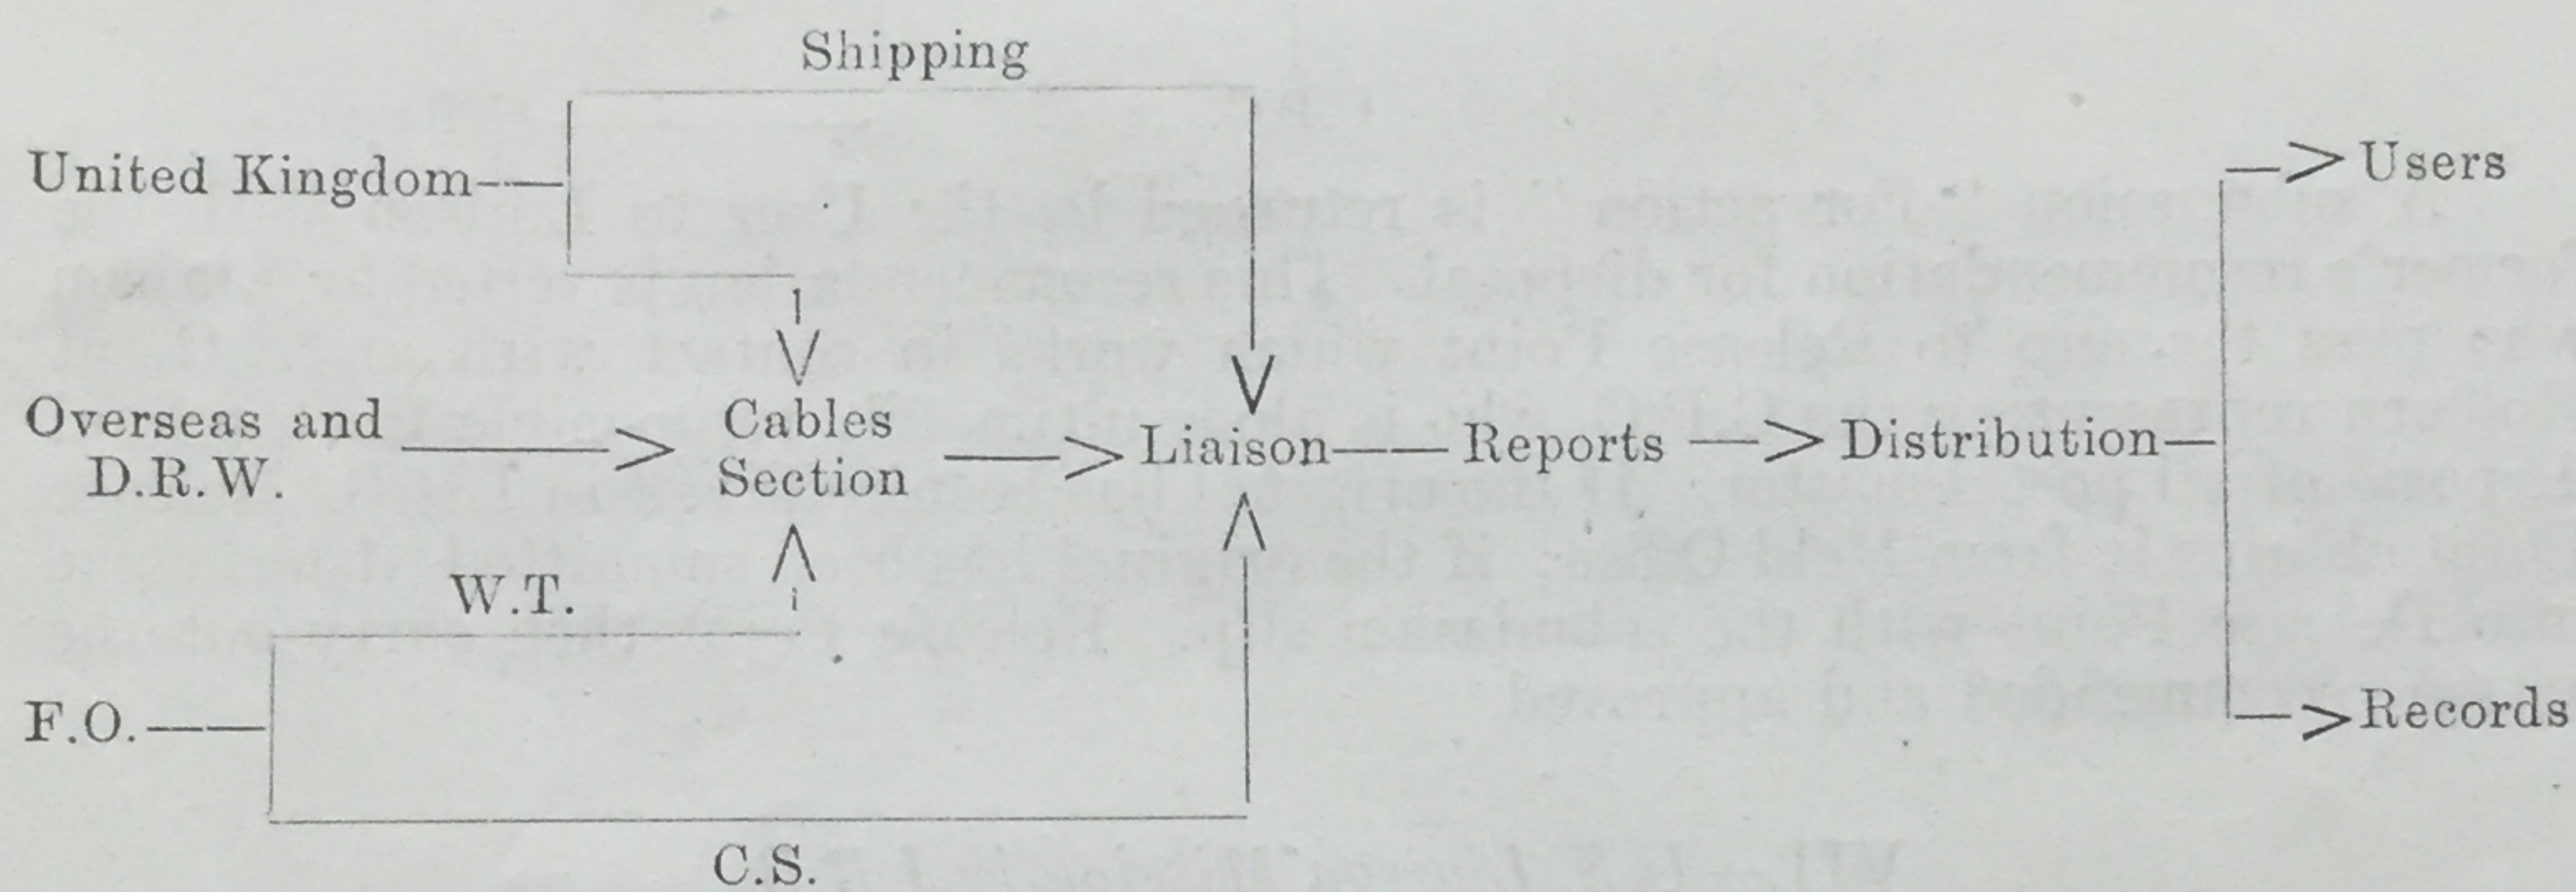 Shipping
United Kingdom
Users
Overseas and
D.R.W.
Cables
Section
Liaison
Reports
Distribution
W.T.
F.O.
Records
C.S.